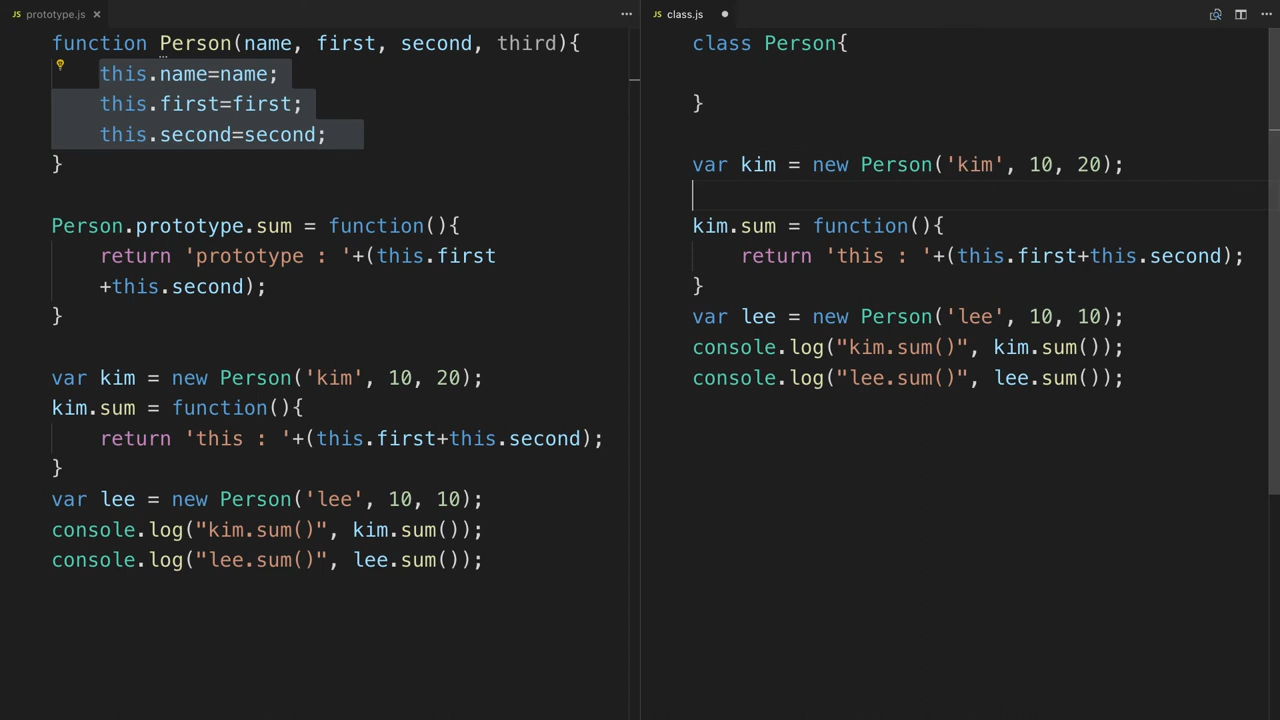 JS prototype.js ×
function Person(name, first, second, third){
this.name=name;
this.first=first;
this.second=second;
}
Person.prototype.sum = function(){
return 'prototype : '+(this.first
+this.second);
}
var kim = new Person('kim', 10, 20);
kim.sum = function(){
return 'this : '+(this.first+this.second);
}
var lee = new Person('lee', 10, 10);
console.log("kim.sum()", kim.sum());
console.log("lee.sum()", lee.sum());
JS class.js
class Person{
}
var kim = new Person('kim', 10, 20);
kim.sum = function(){
return 'this : '+(this.first+this.second);
}
var lee = new Person('lee', 10, 10);
console.log("kim.sum()", kim.sum());
console.log("lee.sum()", lee.sum());